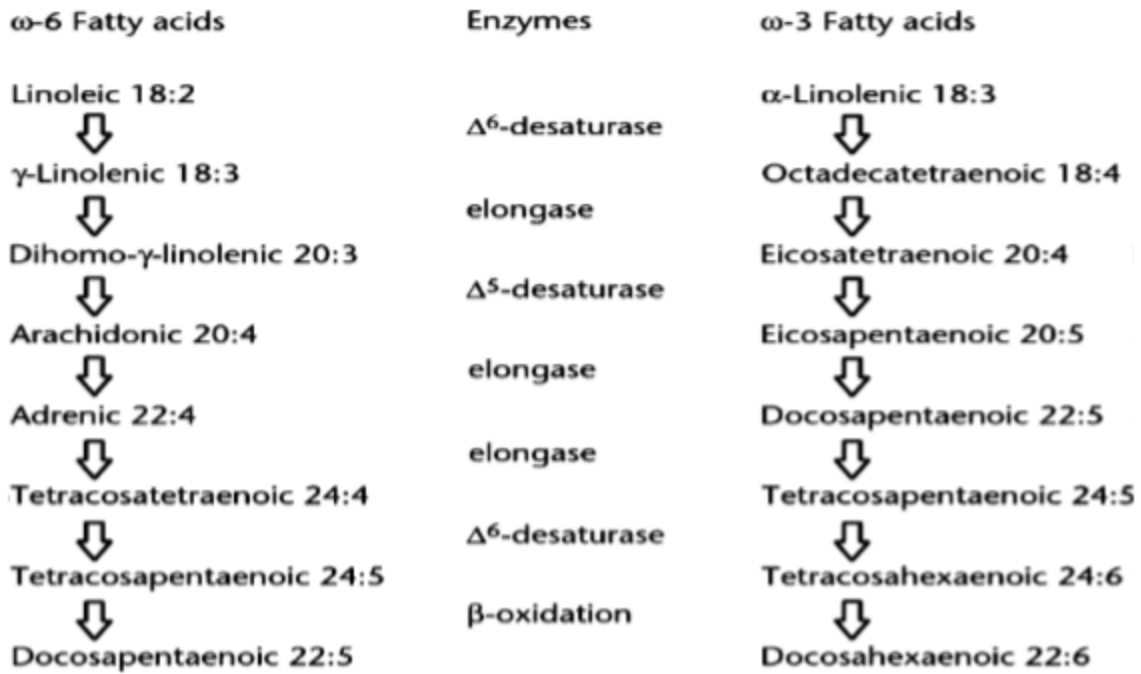 ω-6 Fatty acids Enzymes ω-3 Fatty acids
Linoleic 18:2 α-Linolenic 18:3
Δ⁶-desaturase
γ-Linolenic 18:3 Octadecatetraenoic 18:4
elongase
Dihomo-γ-linolenic 20:3 Eicosatetraenoic 20:4
Δ⁵-desaturase
Arachidonic 20:4 Eicosapentaenoic 20:5
elongase
Adrenic 22:4 Docosapentaenoic 22:5
elongase
Tetracosatetraenoic 24:4 Tetracosapentaenoic 24:5
Δ⁶-desaturase
Tetracosapentaenoic 24:5 Tetracosahexaenoic 24:6
β-oxidation
Docosapentaenoic 22:5 Docosahexaenoic 22:6